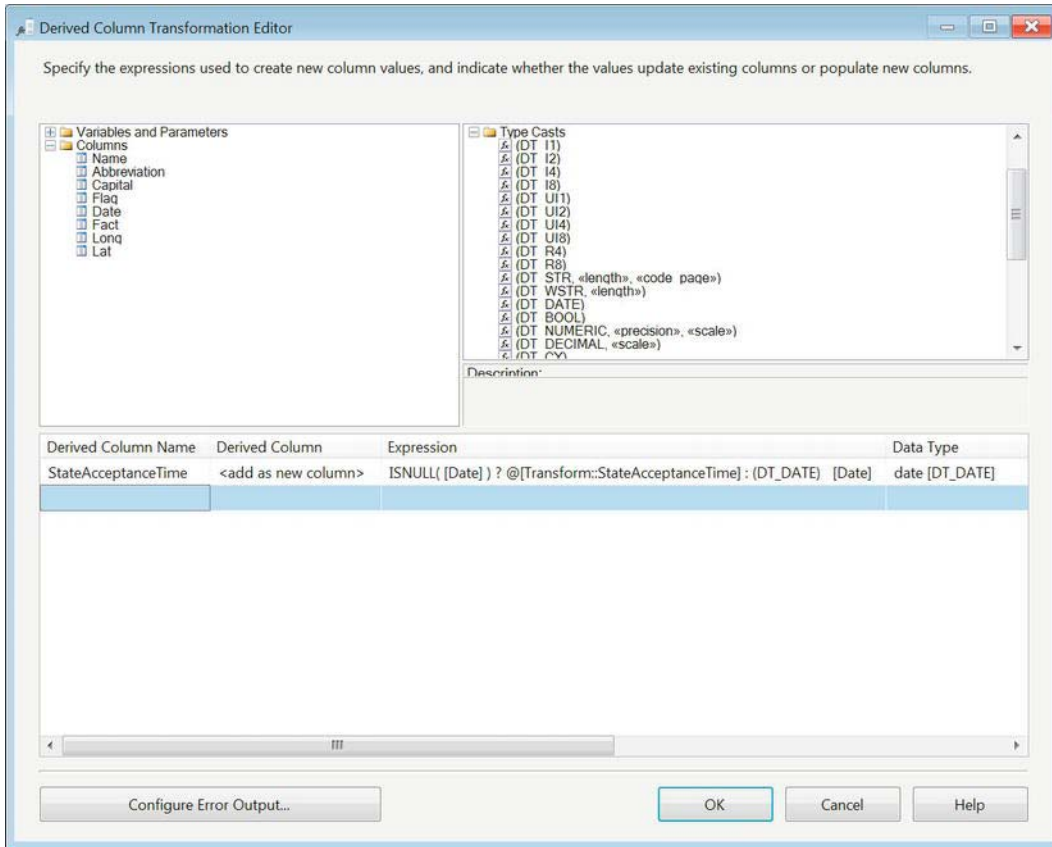 Derived Column Transformation Editor
Specify the expressions used to create new column values, and indicate whether the values update existing columns or populate new columns.
Variables and Parameters
Columns
Name
Abbreviation
Capital
Flag
Date
Fact
Long
Lat
Type Casts
(DT_I1)
(DT_I2)
(DT_I4)
(DT_I8)
(DT_UI1)
(DT_UI2)
(DT_UI4)
(DT_UI8)
(DT_R4)
(DT_R8)
(DT_STR, «length», «code_page»)
(DT_WSTR, «length»)
(DT_DATE)
(DT_BOOL)
(DT_NUMERIC, «precision», «scale»)
(DT_DECIMAL, «scale»)
(DT_CY)
Description:
Derived Column Name Derived Column Expression Data Type
StateAcceptanceTime <add as new column> ISNULL( [Date] ) ? @[Transform::StateAcceptanceTime] : (DT_DATE) [Date] date [DT_DATE]
Configure Error Output... OK Cancel Help